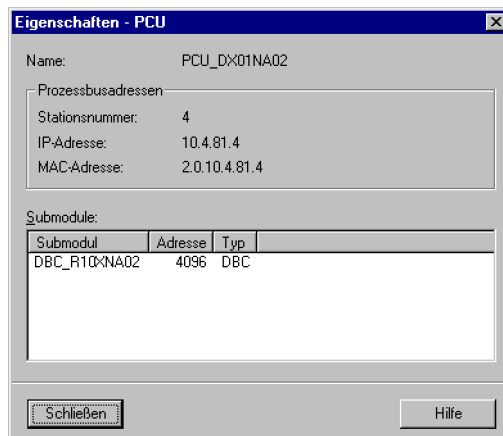 Eigenschaften - PCU
Name: PCU_DX01NA02
Prozessbusadressen
Stationsnummer: 4
IP-Adresse: 10.4.81.4
MAC-Adresse: 2.0.10.4.81.4
Submodule:
Submodul Adresse Typ
DBC_R10XNA02 4096 DBC
Schließen Hilfe